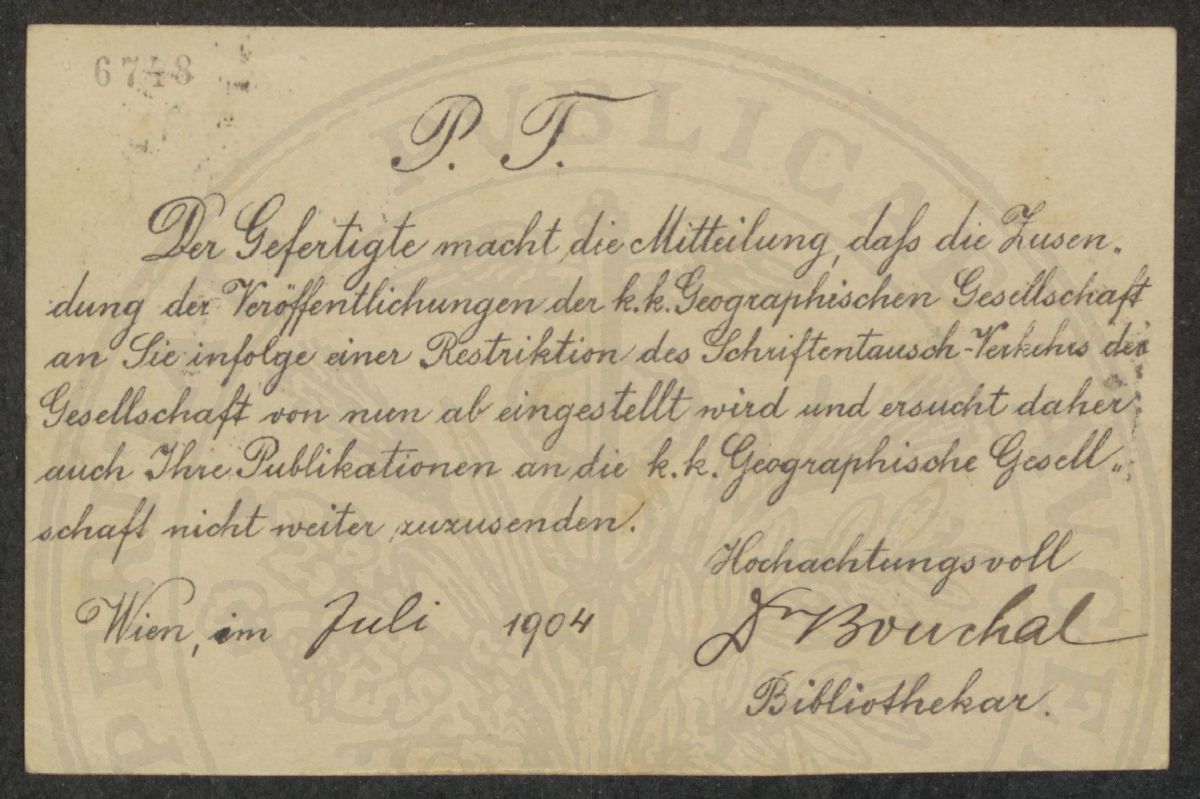 6748
P. T.
Der Gefertigte macht die Mitteilung, daſs die Zusen„
dung der Veröffentlichungen der k.k. Geographischen Gesellschaft
an Sie infolge einer Restriktion des Schriftentausch-Verkehrs der
Gesellschaft von nun ab eingestellt wird und ersucht daher
auch Ihre Publikationen an die k.k. Geographische Gesell„
schaft nicht weiter zuzusenden.
Hochachtungsvoll
Wien, im Juli 1904
Dr Bouchal
Bibliothekar.